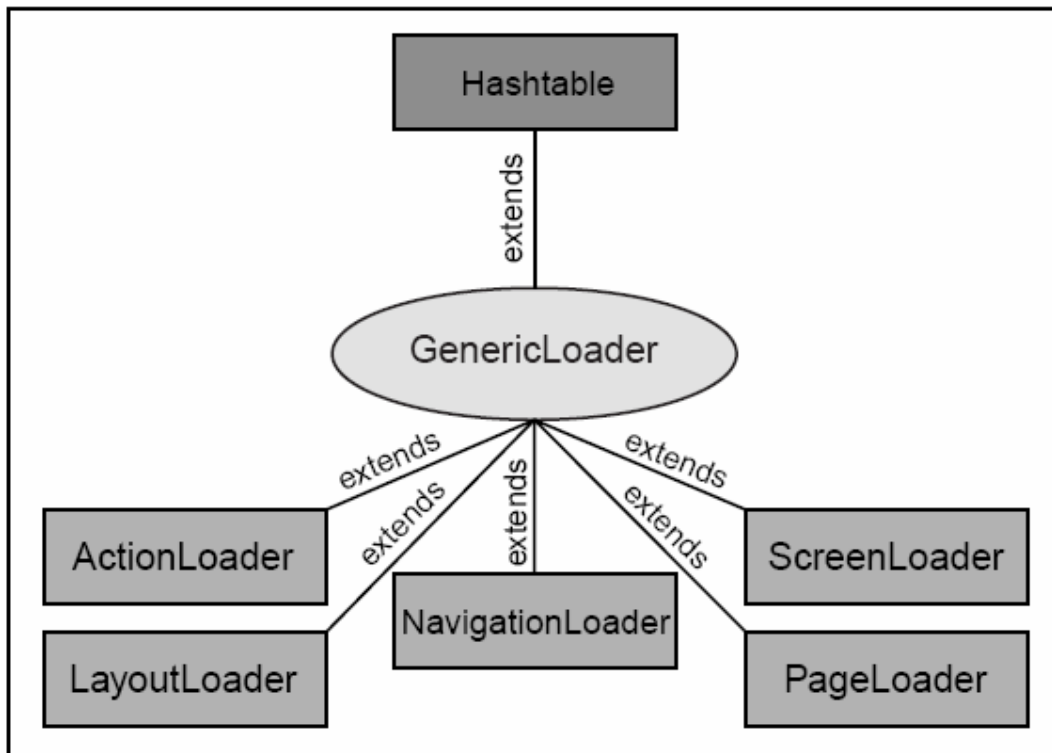 Hashtable
extends
GenericLoader
extends
extends
extends
extends
extends
ActionLoader
ScreenLoader
NavigationLoader
LayoutLoader
PageLoader